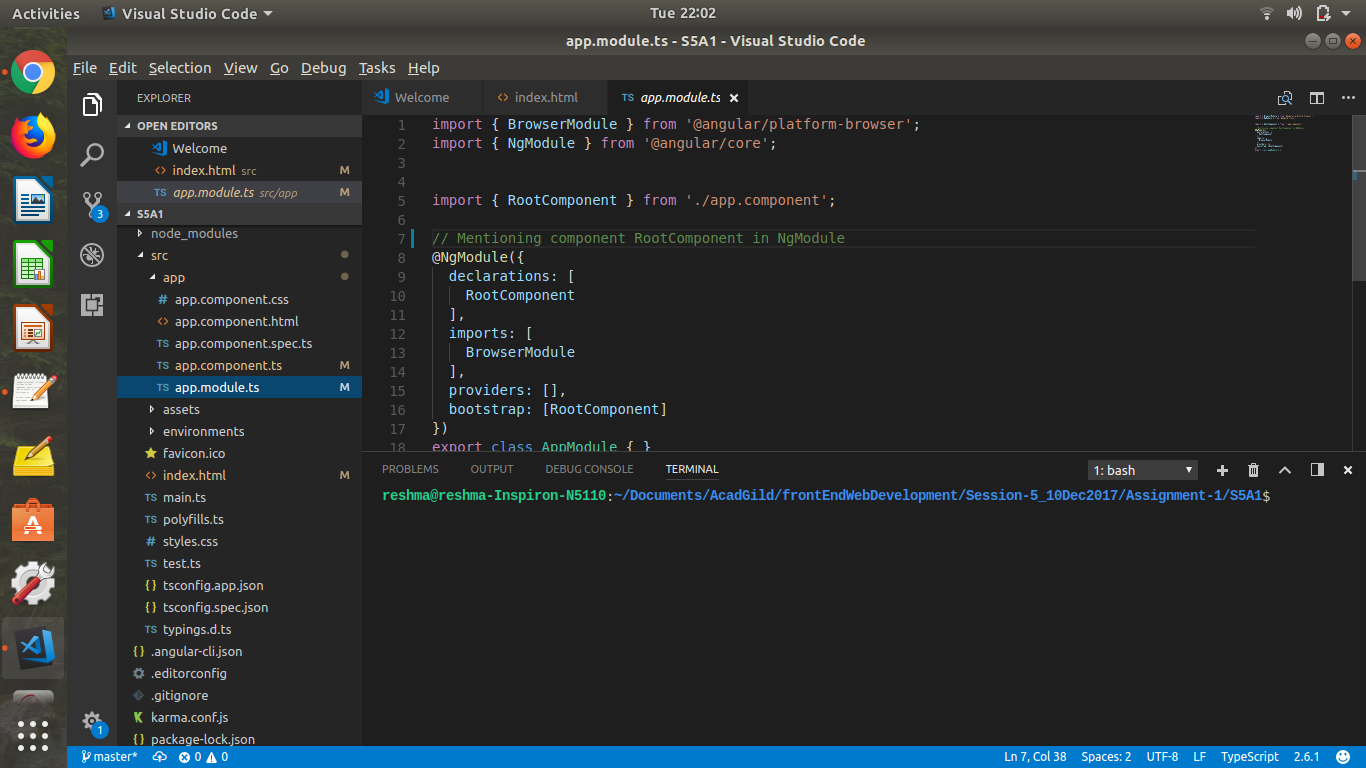 Activities Visual Studio Code Tue 22:02
app.module.ts - S5A1 - Visual Studio Code
File Edit Selection View Go Debug Tasks Help
EXPLORER
OPEN EDITORS
Welcome
index.html src M
app.module.ts src/app M
S5A1
node_modules
src
app
# app.component.css
<> app.component.html
TS app.component.spec.ts
TS app.component.ts M
TS app.module.ts M
assets
environments
favicon.ico
<> index.html M
TS main.ts
TS polyfills.ts
# styles.css
TS test.ts
{} tsconfig.app.json
{} tsconfig.spec.json
TS typings.d.ts
{} .angular-cli.json
.editorconfig
.gitignore
karma.conf.js
{} package-lock.json
3
1
Welcome <> index.html TS app.module.ts
1 import { BrowserModule } from '@angular/platform-browser';
2 import { NgModule } from '@angular/core';
3
4
5 import { RootComponent } from './app.component';
6
7 // Mentioning component RootComponent in NgModule
8 @NgModule({
9 declarations: [
10 RootComponent
11 ],
12 imports: [
13 BrowserModule
14 ],
15 providers: [],
16 bootstrap: [RootComponent]
17 })
18 export class AppModule { }
PROBLEMS OUTPUT DEBUG CONSOLE TERMINAL 1: bash
reshma@reshma-Inspiron-N5110:~/Documents/AcadGild/frontEndWebDevelopment/Session-5_10Dec2017/Assignment-1/S5A1$
master* 0 0 Ln 7, Col 38 Spaces: 2 UTF-8 LF TypeScript 2.6.1